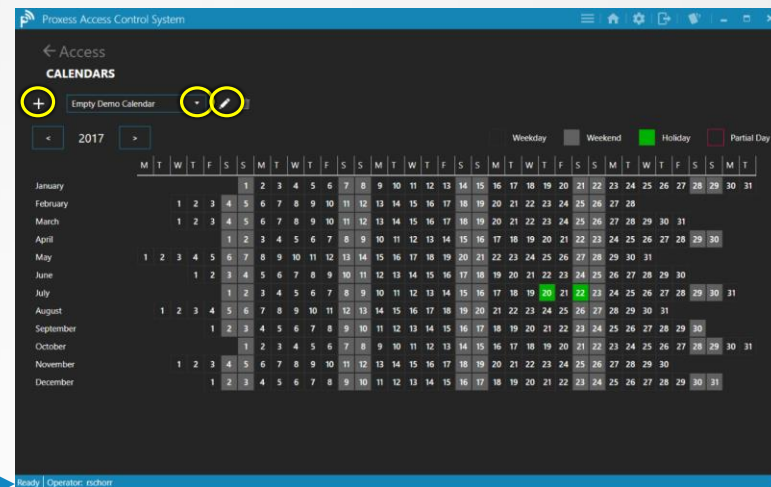 Proxess Access Control System
Access
CALENDARS
Empty Demo Calendar
< 2017 > Weekday Weekend Holiday Partial Day
M T W T F S S M T W T F S S M T W T F S S M T W T F S S M T W T F S S M T
January 1 2 3 4 5 6 7 8 9 10 11 12 13 14 15 16 17 18 19 20 21 22 23 24 25 26 27 28 29 30 31
February 1 2 3 4 5 6 7 8 9 10 11 12 13 14 15 16 17 18 19 20 21 22 23 24 25 26 27 28
March 1 2 3 4 5 6 7 8 9 10 11 12 13 14 15 16 17 18 19 20 21 22 23 24 25 26 27 28 29 30 31
April 1 2 3 4 5 6 7 8 9 10 11 12 13 14 15 16 17 18 19 20 21 22 23 24 25 26 27 28 29 30
May 1 2 3 4 5 6 7 8 9 10 11 12 13 14 15 16 17 18 19 20 21 22 23 24 25 26 27 28 29 30 31
June 1 2 3 4 5 6 7 8 9 10 11 12 13 14 15 16 17 18 19 20 21 22 23 24 25 26 27 28 29 30
July 1 2 3 4 5 6 7 8 9 10 11 12 13 14 15 16 17 18 19 20 21 22 23 24 25 26 27 28 29 30 31
August 1 2 3 4 5 6 7 8 9 10 11 12 13 14 15 16 17 18 19 20 21 22 23 24 25 26 27 28 29 30 31
September 1 2 3 4 5 6 7 8 9 10 11 12 13 14 15 16 17 18 19 20 21 22 23 24 25 26 27 28 29 30
October 1 2 3 4 5 6 7 8 9 10 11 12 13 14 15 16 17 18 19 20 21 22 23 24 25 26 27 28 29 30 31
November 1 2 3 4 5 6 7 8 9 10 11 12 13 14 15 16 17 18 19 20 21 22 23 24 25 26 27 28 29 30
December 1 2 3 4 5 6 7 8 9 10 11 12 13 14 15 16 17 18 19 20 21 22 23 24 25 26 27 28 29 30 31
Ready Operator: rschorr